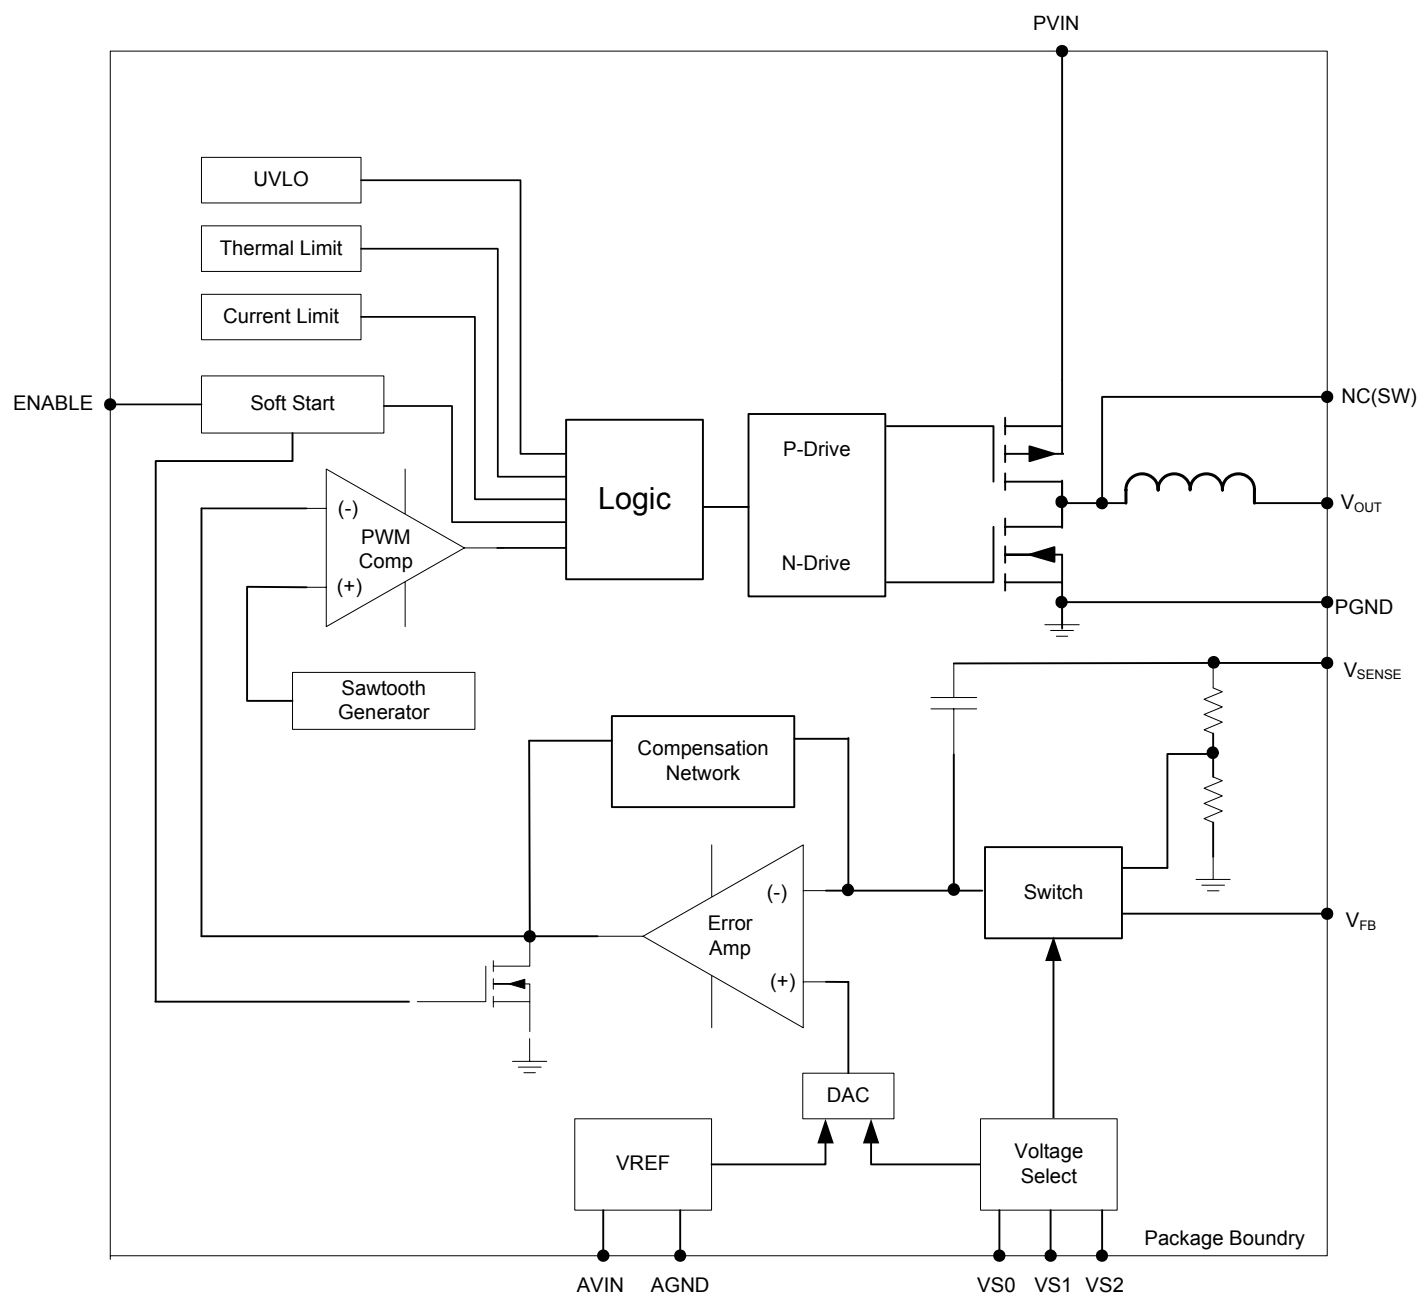 PVIN
UVLO
Thermal Limit
Current Limit
ENABLE
Soft Start
NC(SW)
P-Drive
Logic
(-)
PWM
Comp
(+)
N-Drive
VOUT
PGND
VSENSE
Sawtooth
Generator
Compensation
Network
Switch
(-)
Error
Amp
(+)
VFB
DAC
VREF
Voltage
Select
Package Boundry
AVIN
AGND
VS0
VS1
VS2